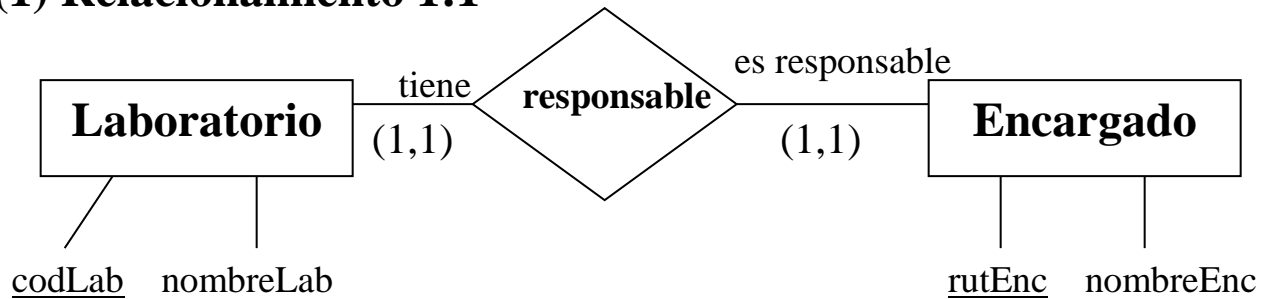 (1) Relacionamiento 1:1
es responsable
tiene
responsable
Laboratorio
Encargado
(1,1)
(1,1)
codLab nombreLab
rutEnc nombreEnc